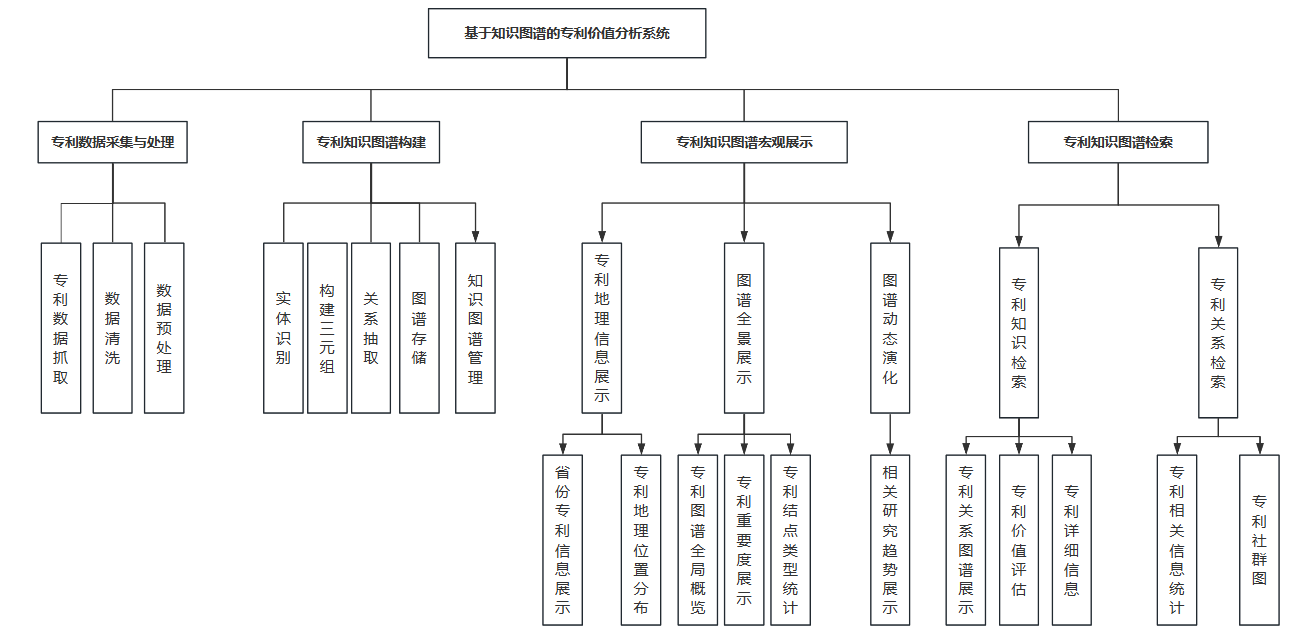 基于知识图谱的专利价值分析系统
专利数据采集与处理
专利知识图谱构建
专利知识图谱宏观展示
专利知识图谱检索
专利数据抓取
数据清洗
数据预处理
实体识别
构建三元组
关系抽取
图谱存储
知识图谱管理
专利地理信息展示
图谱全景展示
图谱动态演化
专利知识检索
专利关系检索
省份专利信息展示
专利地理位置分布
专利图谱全局概览
专利重要度展示
专利结点类型统计
相关研究趋势展示
专利关系图谱展示
专利价值评估
专利详细信息
专利相关信息统计
专利社群图